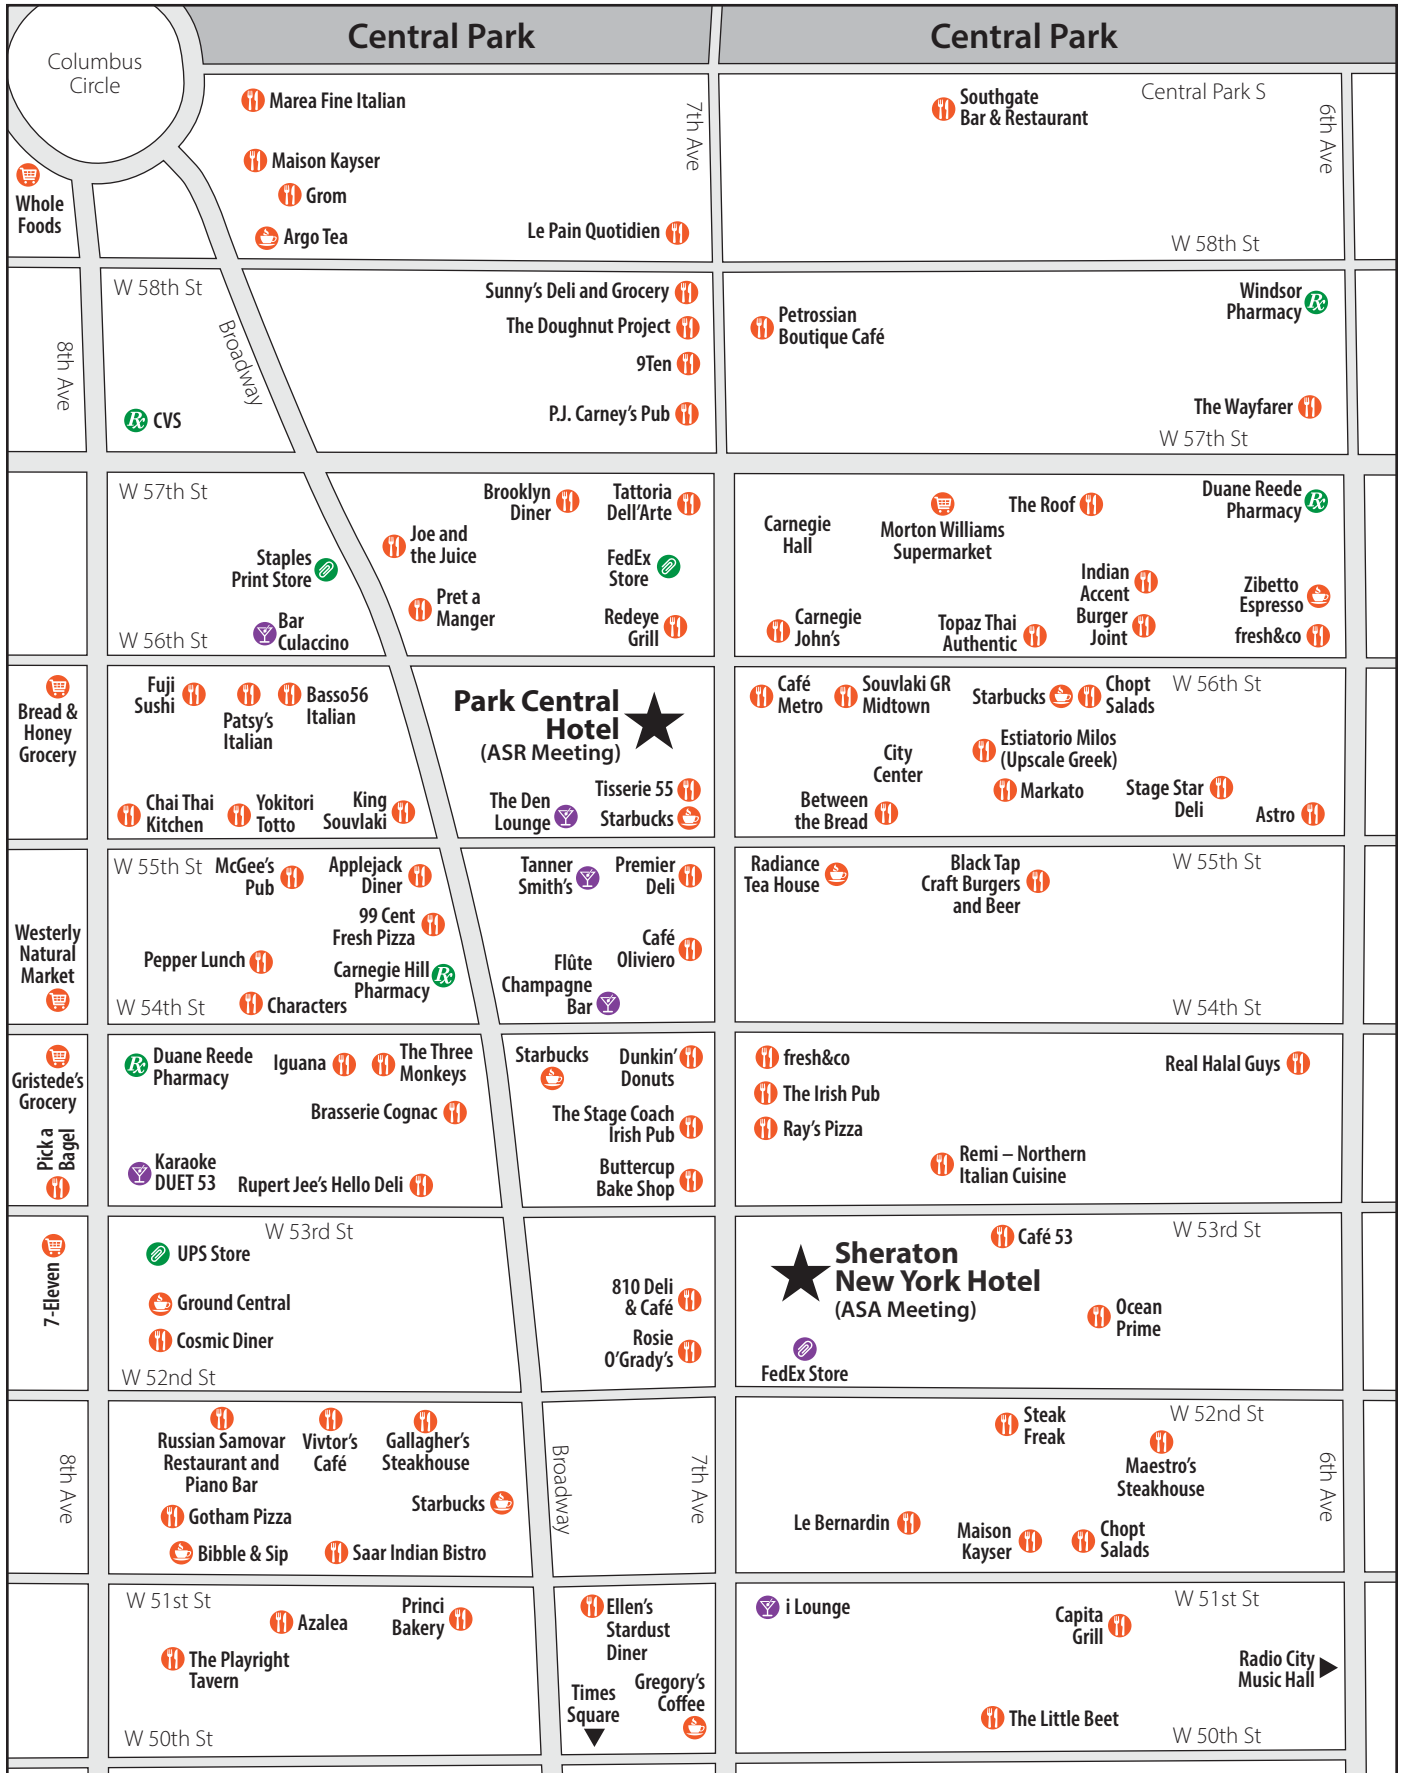 Central Park
Central Park
Columbus
Circle
Marea Fine Italian
Maison Kayser
Grom
Argo Tea
Le Pain Quotidien
7th Ave
Southgate
Bar & Restaurant
Central Park S
6th Ave
W 58th St
Whole
Foods
W 58th St
Broadway
8th Ave
CVS
Sunny's Deli and Grocery
The Doughnut Project
9Ten
P.J. Carney's Pub
Petrossian
Boutique Café
Windsor
Pharmacy
The Wayfarer
W 57th St
W 57th St
Staples
Print Store
Bar
Culaccino
W 56th St
Brooklyn
Diner
Tattoria
Dell'Arte
Joe and
the Juice
FedEx
Store
Pret a
Manger
Redeye
Grill
Carnegie
Hall
Morton Williams
Supermarket
The Roof
Duane Reede
Pharmacy
Indian
Accent
Burger
Joint
Zibetto
Espresso
Carnegie
John's
Topaz Thai
Authentic
fresh&co
Bread &
Honey
Grocery
Fuji
Sushi
Patsy's
Italian
Basso56
Italian
Chai Thai
Kitchen
Yokitori
Totto
King
Souvlaki
Park Central
Hotel
(ASR Meeting)
Tisserie 55
The Den
Lounge
Starbucks
Café
Metro
Souvlaki GR
Midtown
Starbucks
Chopt
Salads
W 56th St
City
Center
Estiatorio Milos
(Upscale Greek)
Markato
Between
the Bread
Stage Star
Deli
Astro
Westerly
Natural
Market
W 55th St
McGee's
Pub
Applejack
Diner
99 Cent
Fresh Pizza
Pepper Lunch
Carnegie Hill
Pharmacy
W 54th St
Characters
Tanner
Smith's
Premier
Deli
Café
Oliviero
Flûte
Champagne
Bar
Radiance
Tea House
Black Tap
Craft Burgers
and Beer
W 55th St
W 54th St
Gristede's
Grocery
Pick a
Bagel
Duane Reede
Pharmacy
Iguana
The Three
Monkeys
Brasserie Cognac
Karaoke
DUET 53
Rupert Jee's Hello Deli
Starbucks
Dunkin'
Donuts
The Stage Coach
Irish Pub
Buttercup
Bake Shop
fresh&co
The Irish Pub
Ray's Pizza
Real Halal Guys
Remi – Northern
Italian Cuisine
7-Eleven
W 53rd St
UPS Store
Ground Central
Cosmic Diner
W 52nd St
810 Deli
& Café
Rosie
O'Grady's
Café 53
W 53rd St
Sheraton
New York Hotel
(ASA Meeting)
Ocean
Prime
FedEx Store
8th Ave
Russian Samovar
Restaurant and
Piano Bar
Vivtor's
Café
Gallagher's
Steakhouse
Starbucks
Gotham Pizza
Bibble & Sip
Saar Indian Bistro
Broadway
7th Ave
Steak
Freak
W 52nd St
Maestro's
Steakhouse
6th Ave
Le Bernardin
Maison
Kayser
Chopt
Salads
W 51st St
Azalea
Princi
Bakery
The Playright
Tavern
W 50th St
Ellen's
Stardust
Diner
Gregory's
Coffee
Times
Square
i Lounge
W 51st St
Capita
Grill
Radio City
Music Hall
The Little Beet
W 50th St